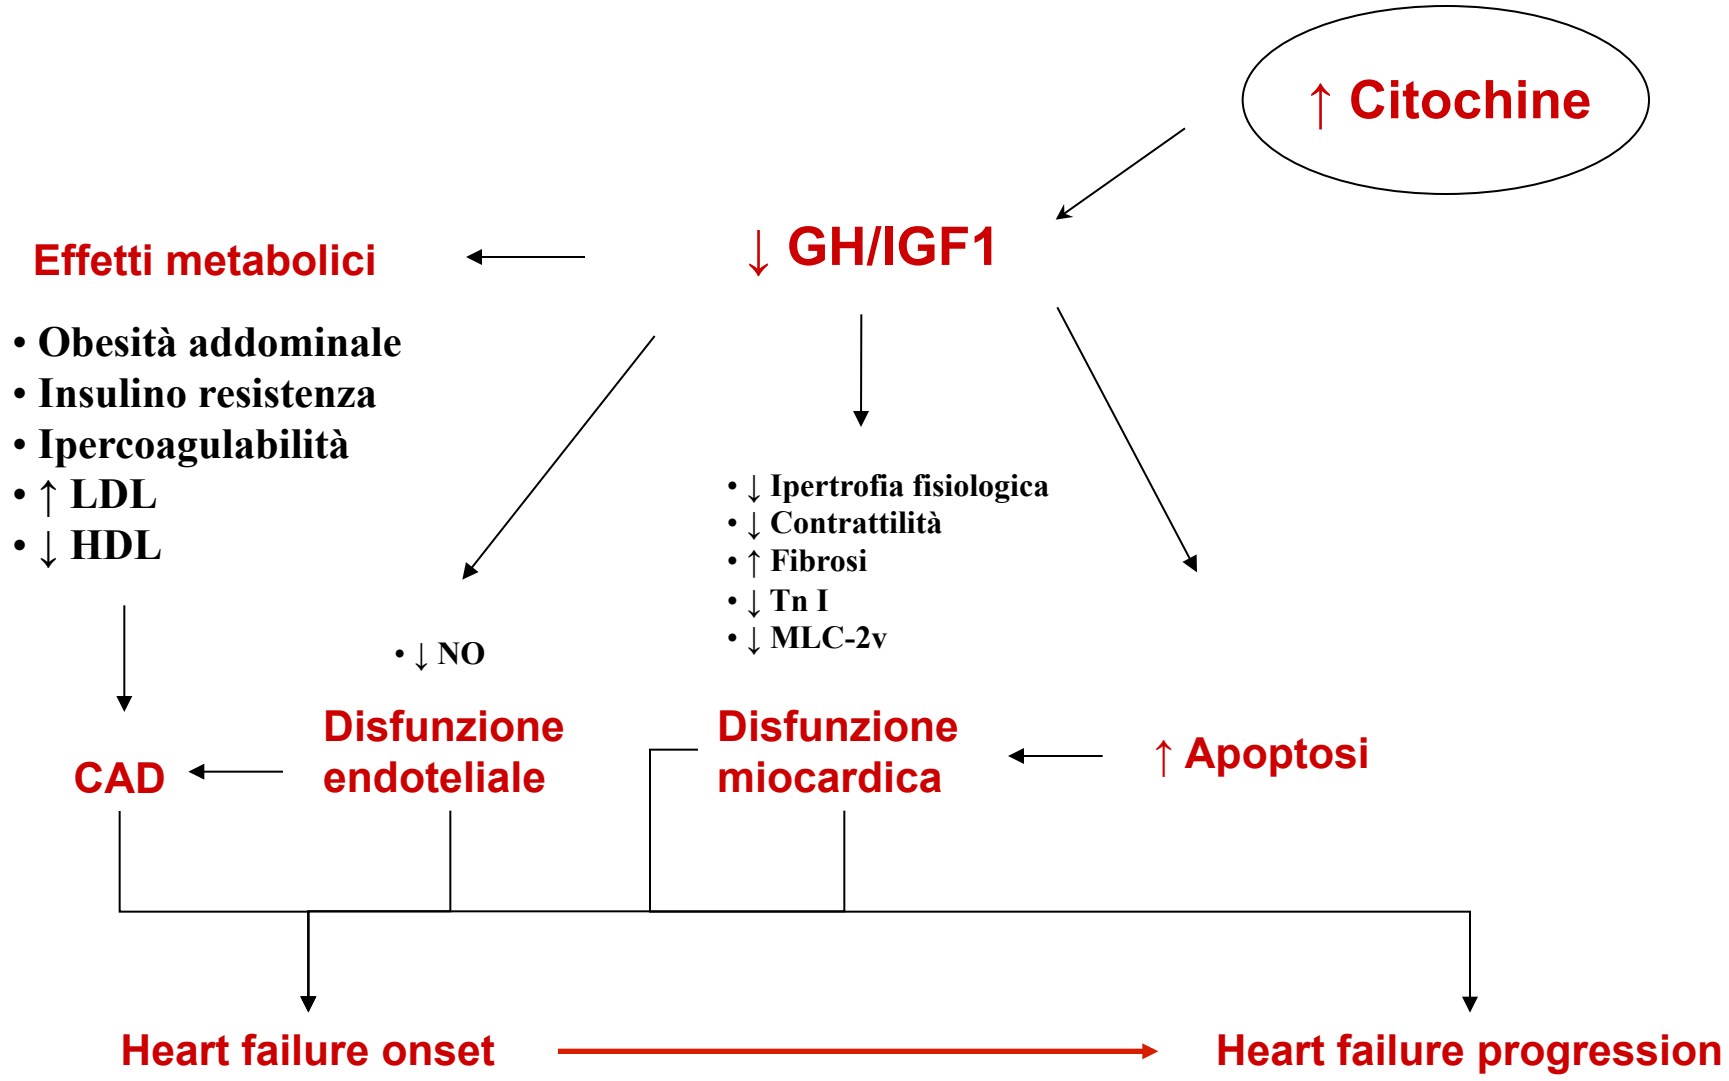 ↑ Citochine
↓ GH/IGF1
Effetti metabolici
• Obesità addominale
• Insulino resistenza
• Ipercoagulabilità
• ↑ LDL
• ↓ HDL
• ↓ Ipertrofia fisiologica
• ↓ Contrattilità
• ↑ Fibrosi
• ↓ Tn I
• ↓ MLC-2v
• ↓ NO
CAD
Disfunzione
endoteliale
Disfunzione
miocardica
↑ Apoptosi
Heart failure onset
Heart failure progression